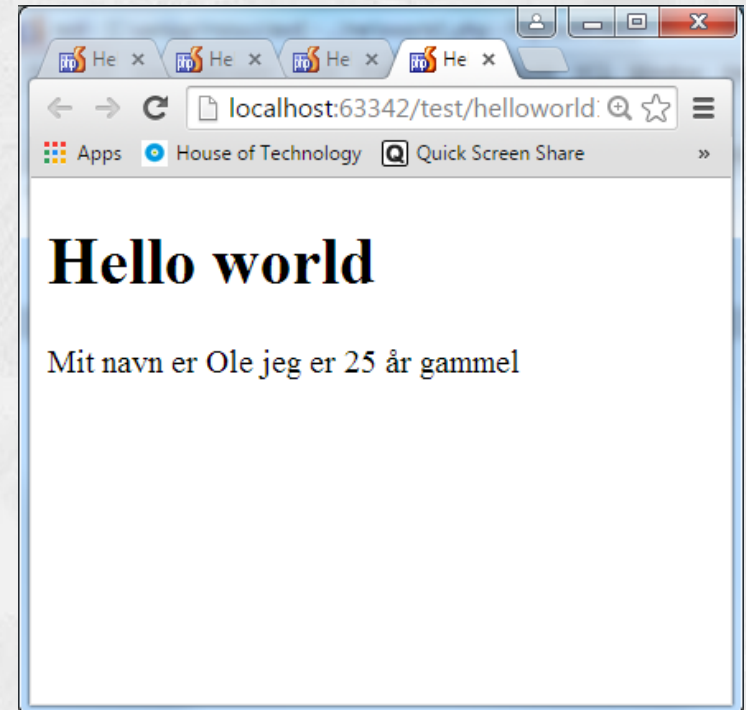 He He He He
localhost:63342/test/helloworld
Apps House of Technology Q Quick Screen Share »
Hello world
Mit navn er Ole jeg er 25 år gammel